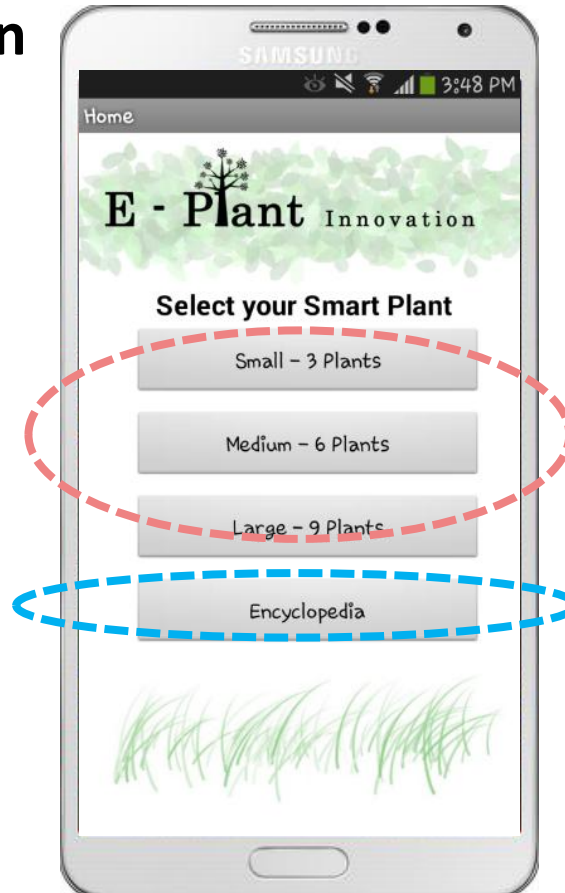 n
SAMSUNG
3:48 PM
Home
E - Plant Innovation
Select your Smart Plant
Small - 3 Plants
Medium - 6 Plants
Large - 9 Plants
Encyclopedia